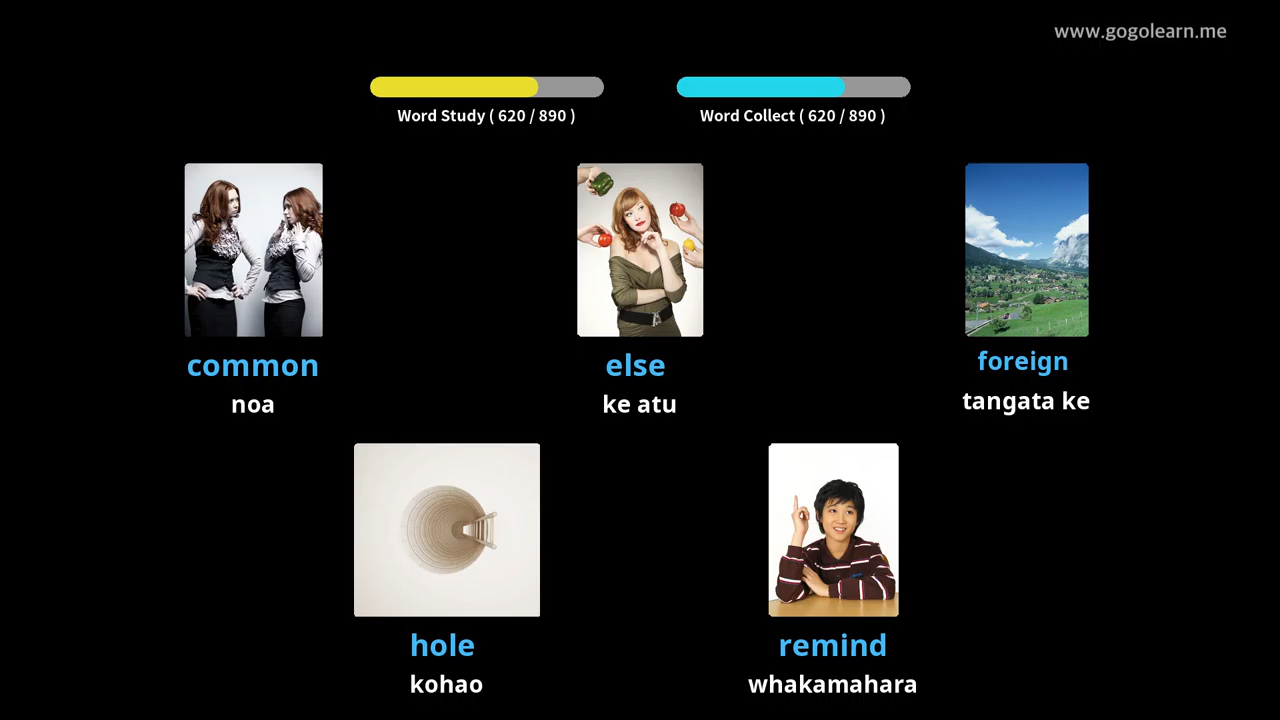 www.gogolearn.me
Word Study ( 620 / 890 )
Word Collect ( 620 / 890 )
common
noa
else
ke atu
foreign
tangata ke
hole
kohao
remind
whakamahara